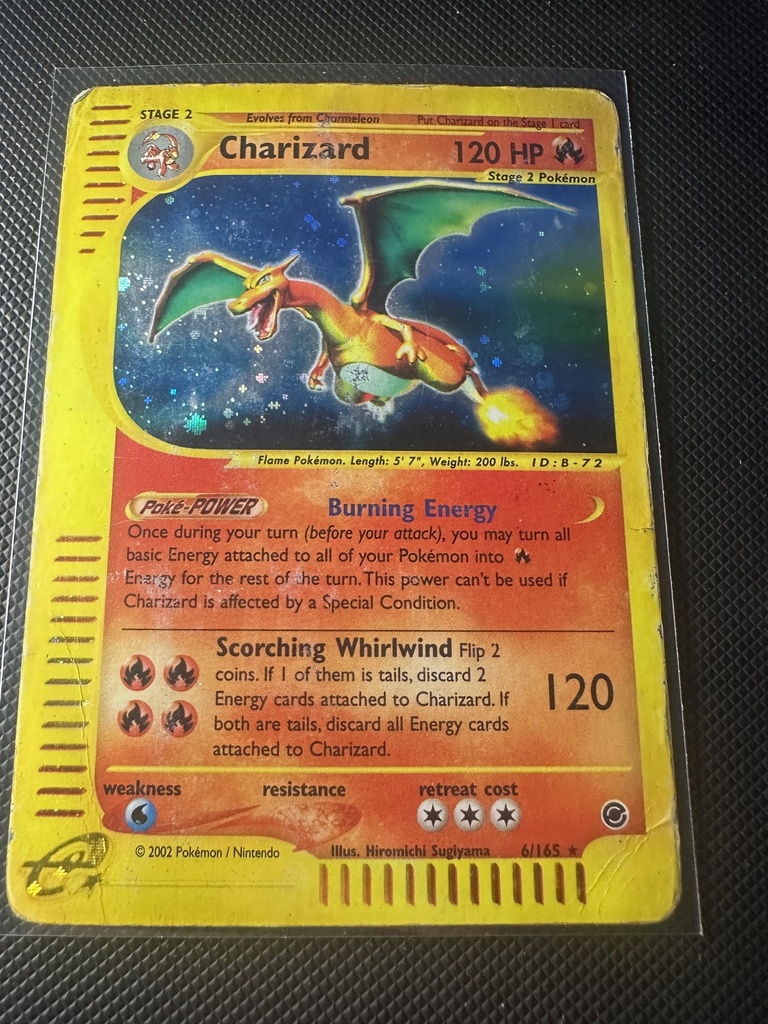 STAGE 2 Evolves from Charmeleon Put Charizard on the Stage 1 card
Charizard 120 HP
Stage 2 Pokémon
Flame Pokémon. Length: 5' 7", Weight: 200 lbs. ID: B-72
Poké-POWER Burning Energy
Once during your turn (before your attack), you may turn all
basic Energy attached to all of your Pokémon into
Energy for the rest of the turn. This power can't be used if
Charizard is affected by a Special Condition.
Scorching Whirlwind Flip 2
coins. If 1 of them is tails, discard 2
Energy cards attached to Charizard. If
both are tails, discard all Energy cards
attached to Charizard.
120
weakness resistance retreat cost
© 2002 Pokémon / Nintendo Illus. Hiromichi Sugiyama 6/165 ★